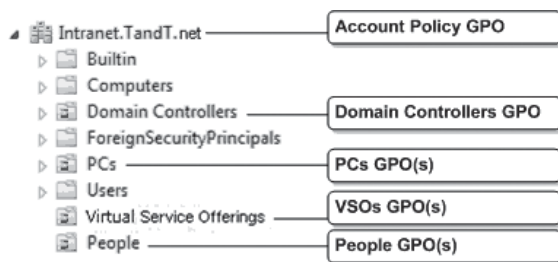 Intranet.TandT.net
Account Policy GPO
Builtin
Computers
Domain Controllers
Domain Controllers GPO
ForeignSecurityPrincipals
PCs
PCs GPO(s)
Users
Virtual Service Offerings
VSOs GPO(s)
People
People GPO(s)